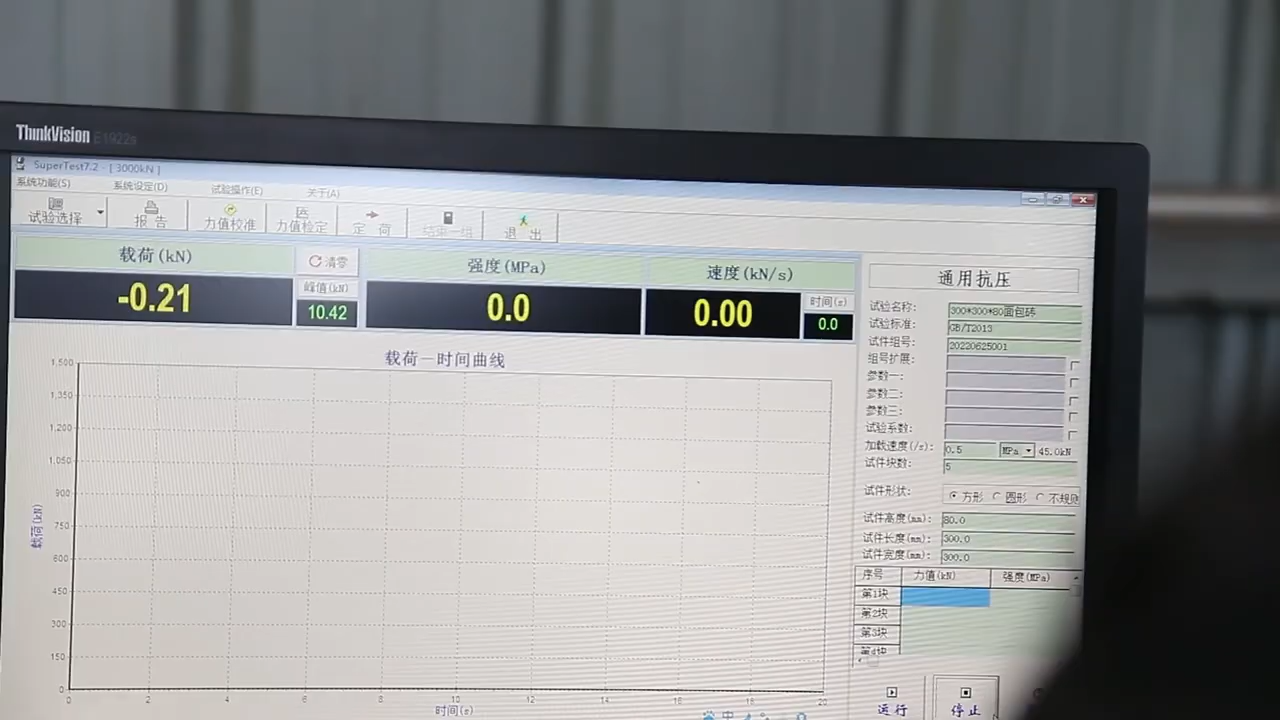 ThinkVision E1922s
SuperTest7.2 - [ 3000kN ]
系统功能(S) 系统设定(D) 试验操作(E) 关于(A)
试验选择 报 告 力值校准 力值检定 定 荷 结束一组 退 出
载荷(kN) 清零 强度(MPa) 速度(kN/s) 通用抗压
峰值(kN) 时间(s)
-0.21 10.42 0.0 0.00 0.0
试验名称: 300*300*80面包砖
试验标准: GB/T2013
试件组号: 20220625001
组号扩展:
参数一:
参数二:
参数三:
试验系数:
加载速度(/s): 0.5 MPa 45.0kN
试件块数: 5
试件形状: 方形 圆形 不规则
试件高度(mm): 80.0
试件长度(mm): 300.0
试件宽度(mm): 300.0
序号 力值(kN) 强度(MPa)
第1块
第2块
第3块
第4块
运行 停止
载荷－时间曲线
1,500
1,350
1,200
1,050
900
750
600
450
300
150
0
载荷(kN)
0 2 4 6 8 10 12 14 16 18 20
时间(s)
中